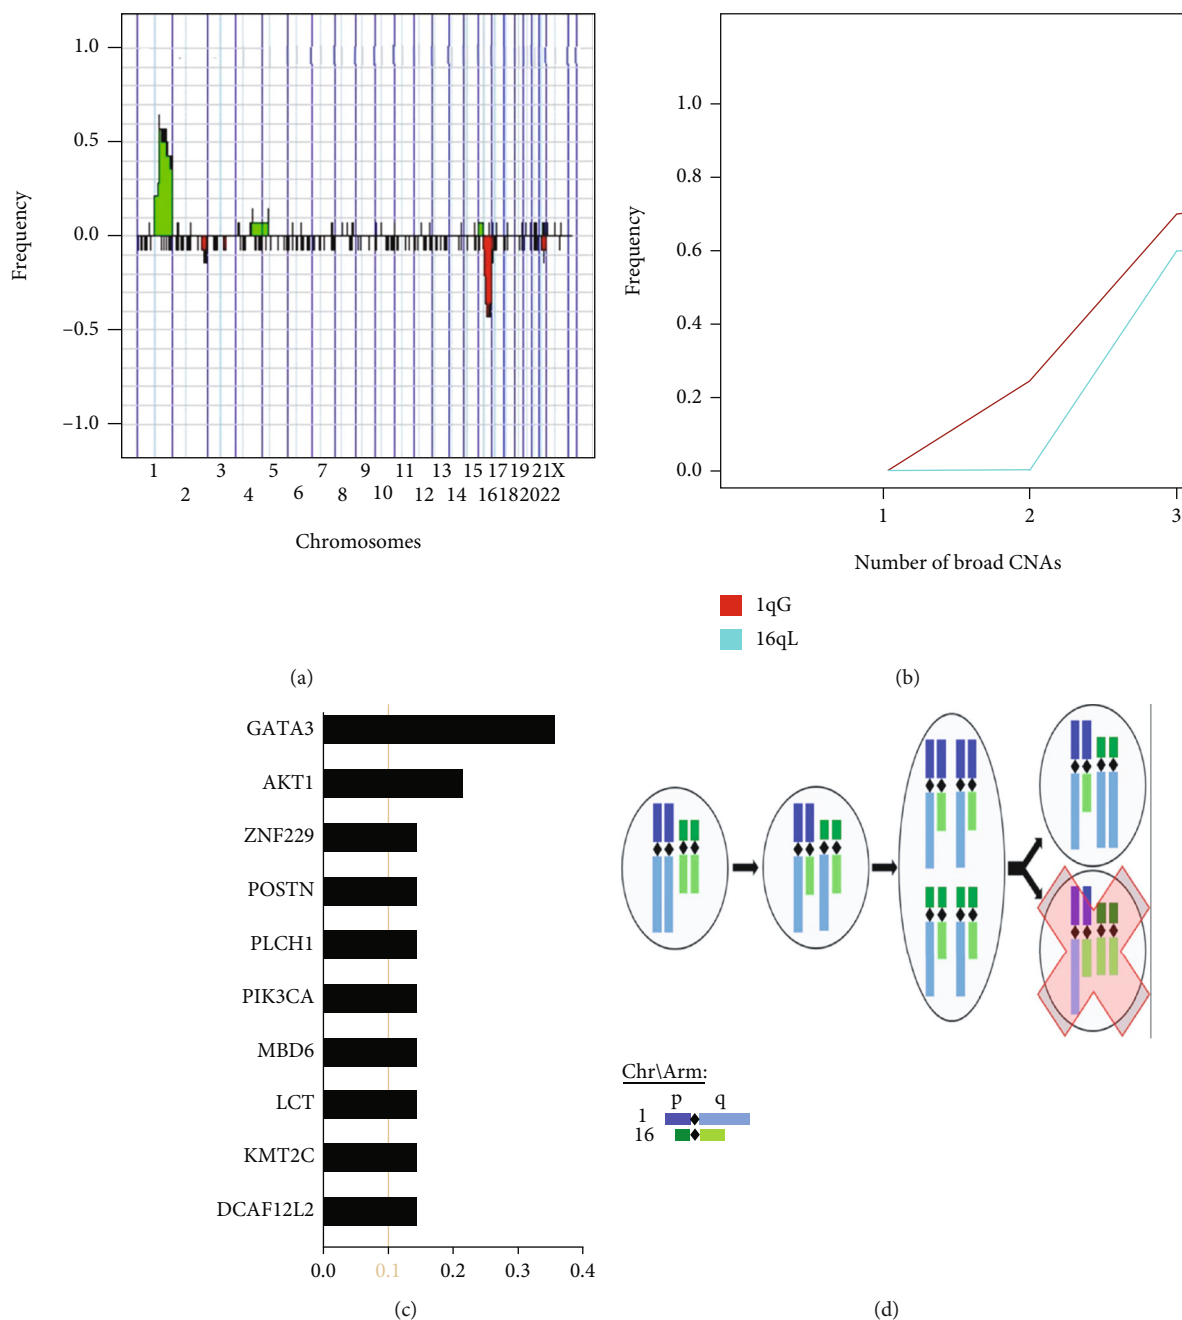 1.0
0.5
0.0
−0.5
−1.0
Frequency
1 3 5 7 9 11 13 15 17 19 21X
2 4 6 8 10 12 14 16 18 20 22
Chromosomes
(a)
1.0
0.8
0.6
0.4
0.2
0.0
Frequency
1 2 3
Number of broad CNAs
1qG
16qL
(b)
GATA3
AKT1
ZNF229
POSTN
PLCH1
PIK3CA
MBD6
LCT
KMT2C
DCAF12L2
0.0 0.1 0.2 0.3 0.4
(c)
Chr\Arm:
p q
1
16
(d)